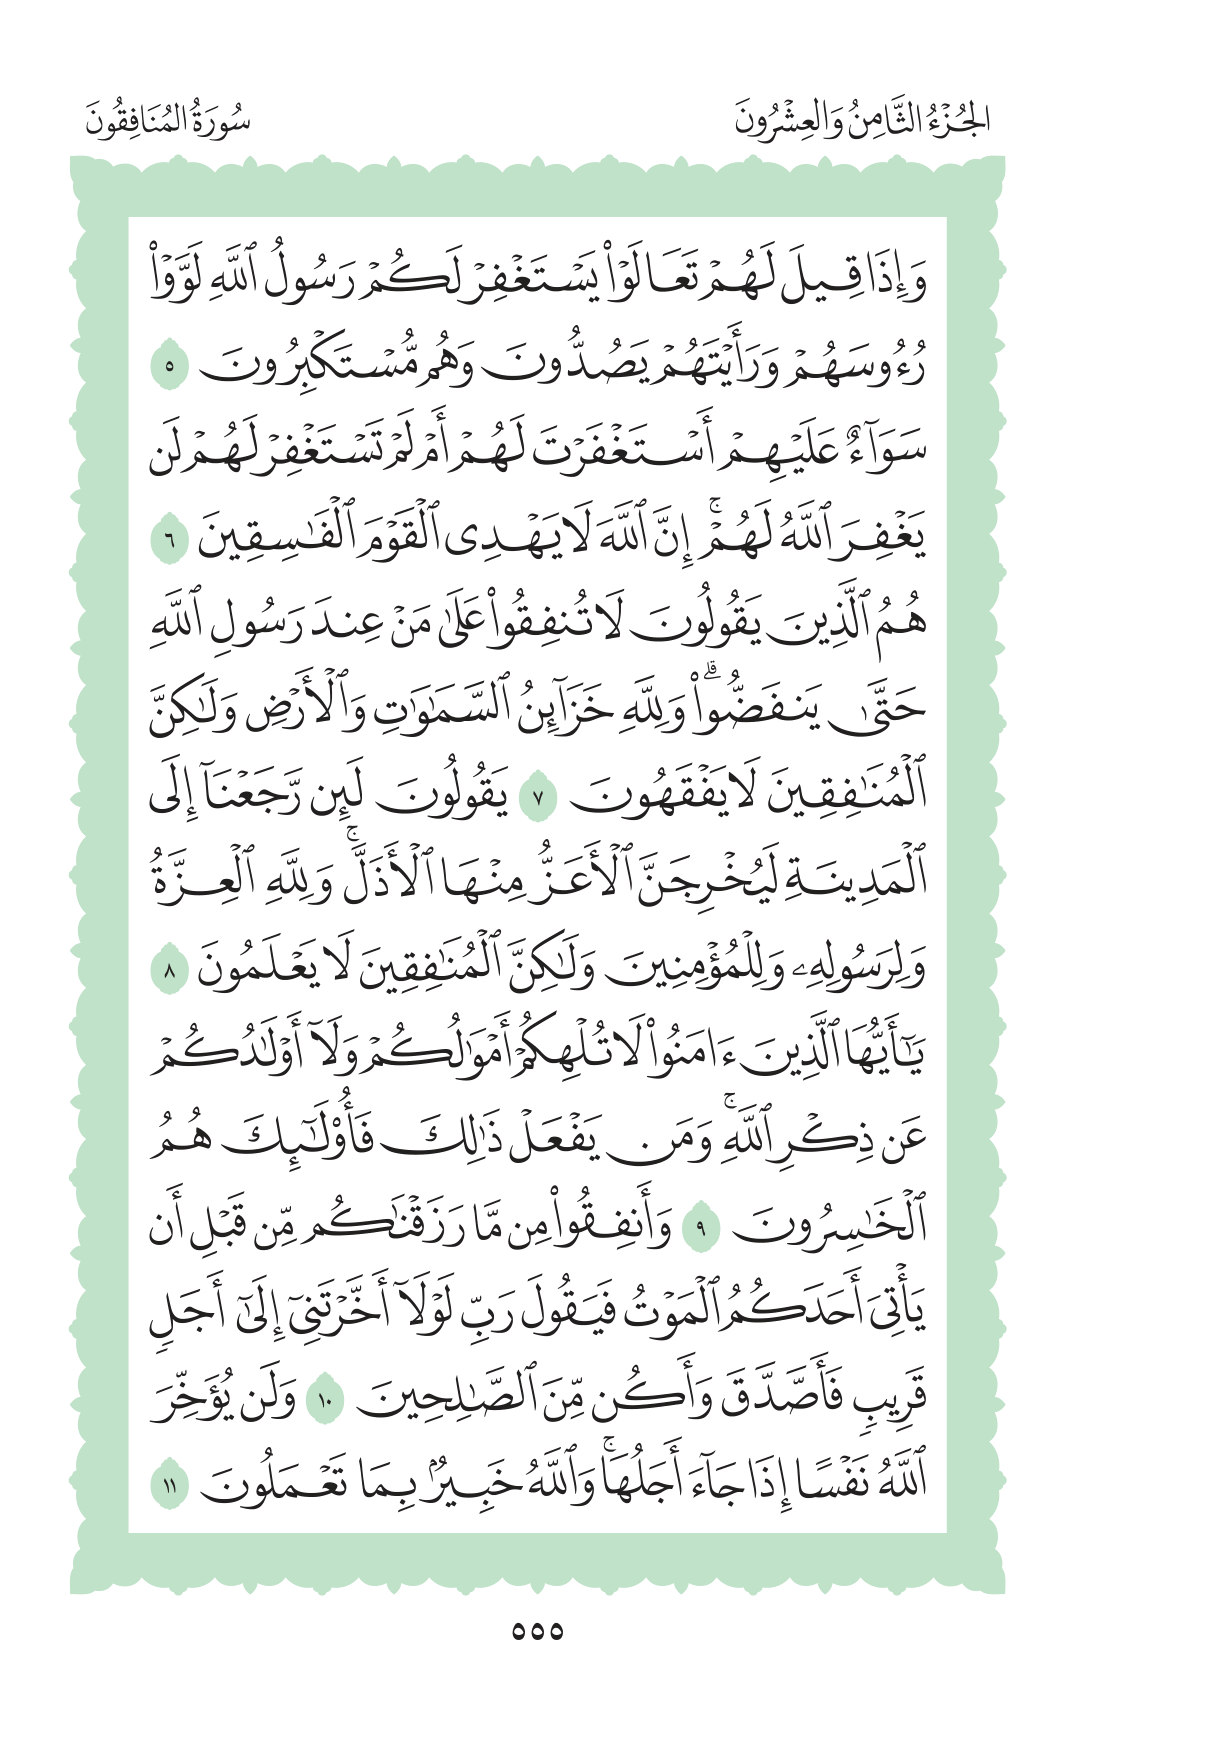 الجُزْءُ الثَّامِنُ وَالعِشْرُونَ
سُورَةُ المُنَافِقُونَ
وَإِذَا قِيلَ لَهُمۡ تَعَالَوۡاْ يَسۡتَغۡفِرۡ لَكُمۡ رَسُولُ ٱللَّهِ لَوَّوۡاْ
رُءُوسَهُمۡ وَرَأَيۡتَهُمۡ يَصُدُّونَ وَهُم مُّسۡتَكۡبِرُونَ ٥
سَوَآءٌ عَلَيۡهِمۡ أَسۡتَغۡفَرۡتَ لَهُمۡ أَمۡ لَمۡ تَسۡتَغۡفِرۡ لَهُمۡ لَن
يَغۡفِرَ ٱللَّهُ لَهُمۡۚ إِنَّ ٱللَّهَ لَا يَهۡدِي ٱلۡقَوۡمَ ٱلۡفَٰسِقِينَ ٦
هُمُ ٱلَّذِينَ يَقُولُونَ لَا تُنفِقُواْ عَلَىٰ مَنۡ عِندَ رَسُولِ ٱللَّهِ
حَتَّىٰ يَنفَضُّواْۗ وَلِلَّهِ خَزَآئِنُ ٱلسَّمَٰوَٰتِ وَٱلۡأَرۡضِ وَلَٰكِنَّ
ٱلۡمُنَٰفِقِينَ لَا يَفۡقَهُونَ ٧ يَقُولُونَ لَئِن رَّجَعۡنَآ إِلَى
ٱلۡمَدِينَةِ لَيُخۡرِجَنَّ ٱلۡأَعَزُّ مِنۡهَا ٱلۡأَذَلَّۚ وَلِلَّهِ ٱلۡعِزَّةُ
وَلِرَسُولِهِۦ وَلِلۡمُؤۡمِنِينَ وَلَٰكِنَّ ٱلۡمُنَٰفِقِينَ لَا يَعۡلَمُونَ ٨
يَٰٓأَيُّهَا ٱلَّذِينَ ءَامَنُواْ لَا تُلۡهِكُمۡ أَمۡوَٰلُكُمۡ وَلَآ أَوۡلَٰدُكُمۡ
عَن ذِكۡرِ ٱللَّهِۚ وَمَن يَفۡعَلۡ ذَٰلِكَ فَأُوْلَٰٓئِكَ هُمُ
ٱلۡخَٰسِرُونَ ٩ وَأَنفِقُواْ مِن مَّا رَزَقۡنَٰكُم مِّن قَبۡلِ أَن
يَأۡتِيَ أَحَدَكُمُ ٱلۡمَوۡتُ فَيَقُولَ رَبِّ لَوۡلَآ أَخَّرۡتَنِيٓ إِلَىٰٓ أَجَلٖ
قَرِيبٖ فَأَصَّدَّقَ وَأَكُن مِّنَ ٱلصَّٰلِحِينَ ١٠ وَلَن يُؤَخِّرَ
ٱللَّهُ نَفۡسًا إِذَا جَآءَ أَجَلُهَاۚ وَٱللَّهُ خَبِيرُۢ بِمَا تَعۡمَلُونَ ١١
٥٥٥